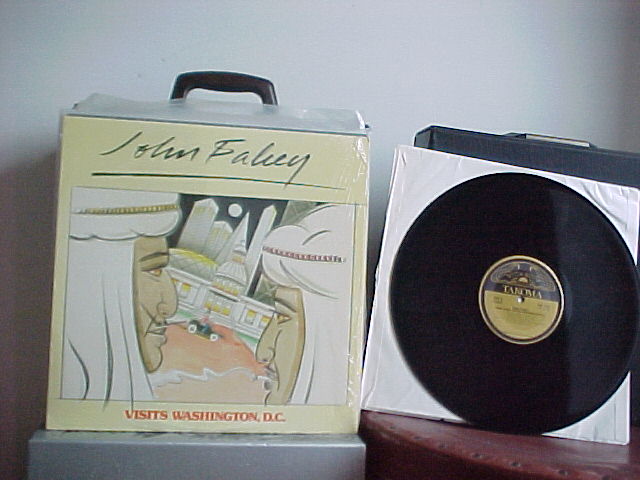 John Fahey
VISITS WASHINGTON, D.C.
TAKOMA